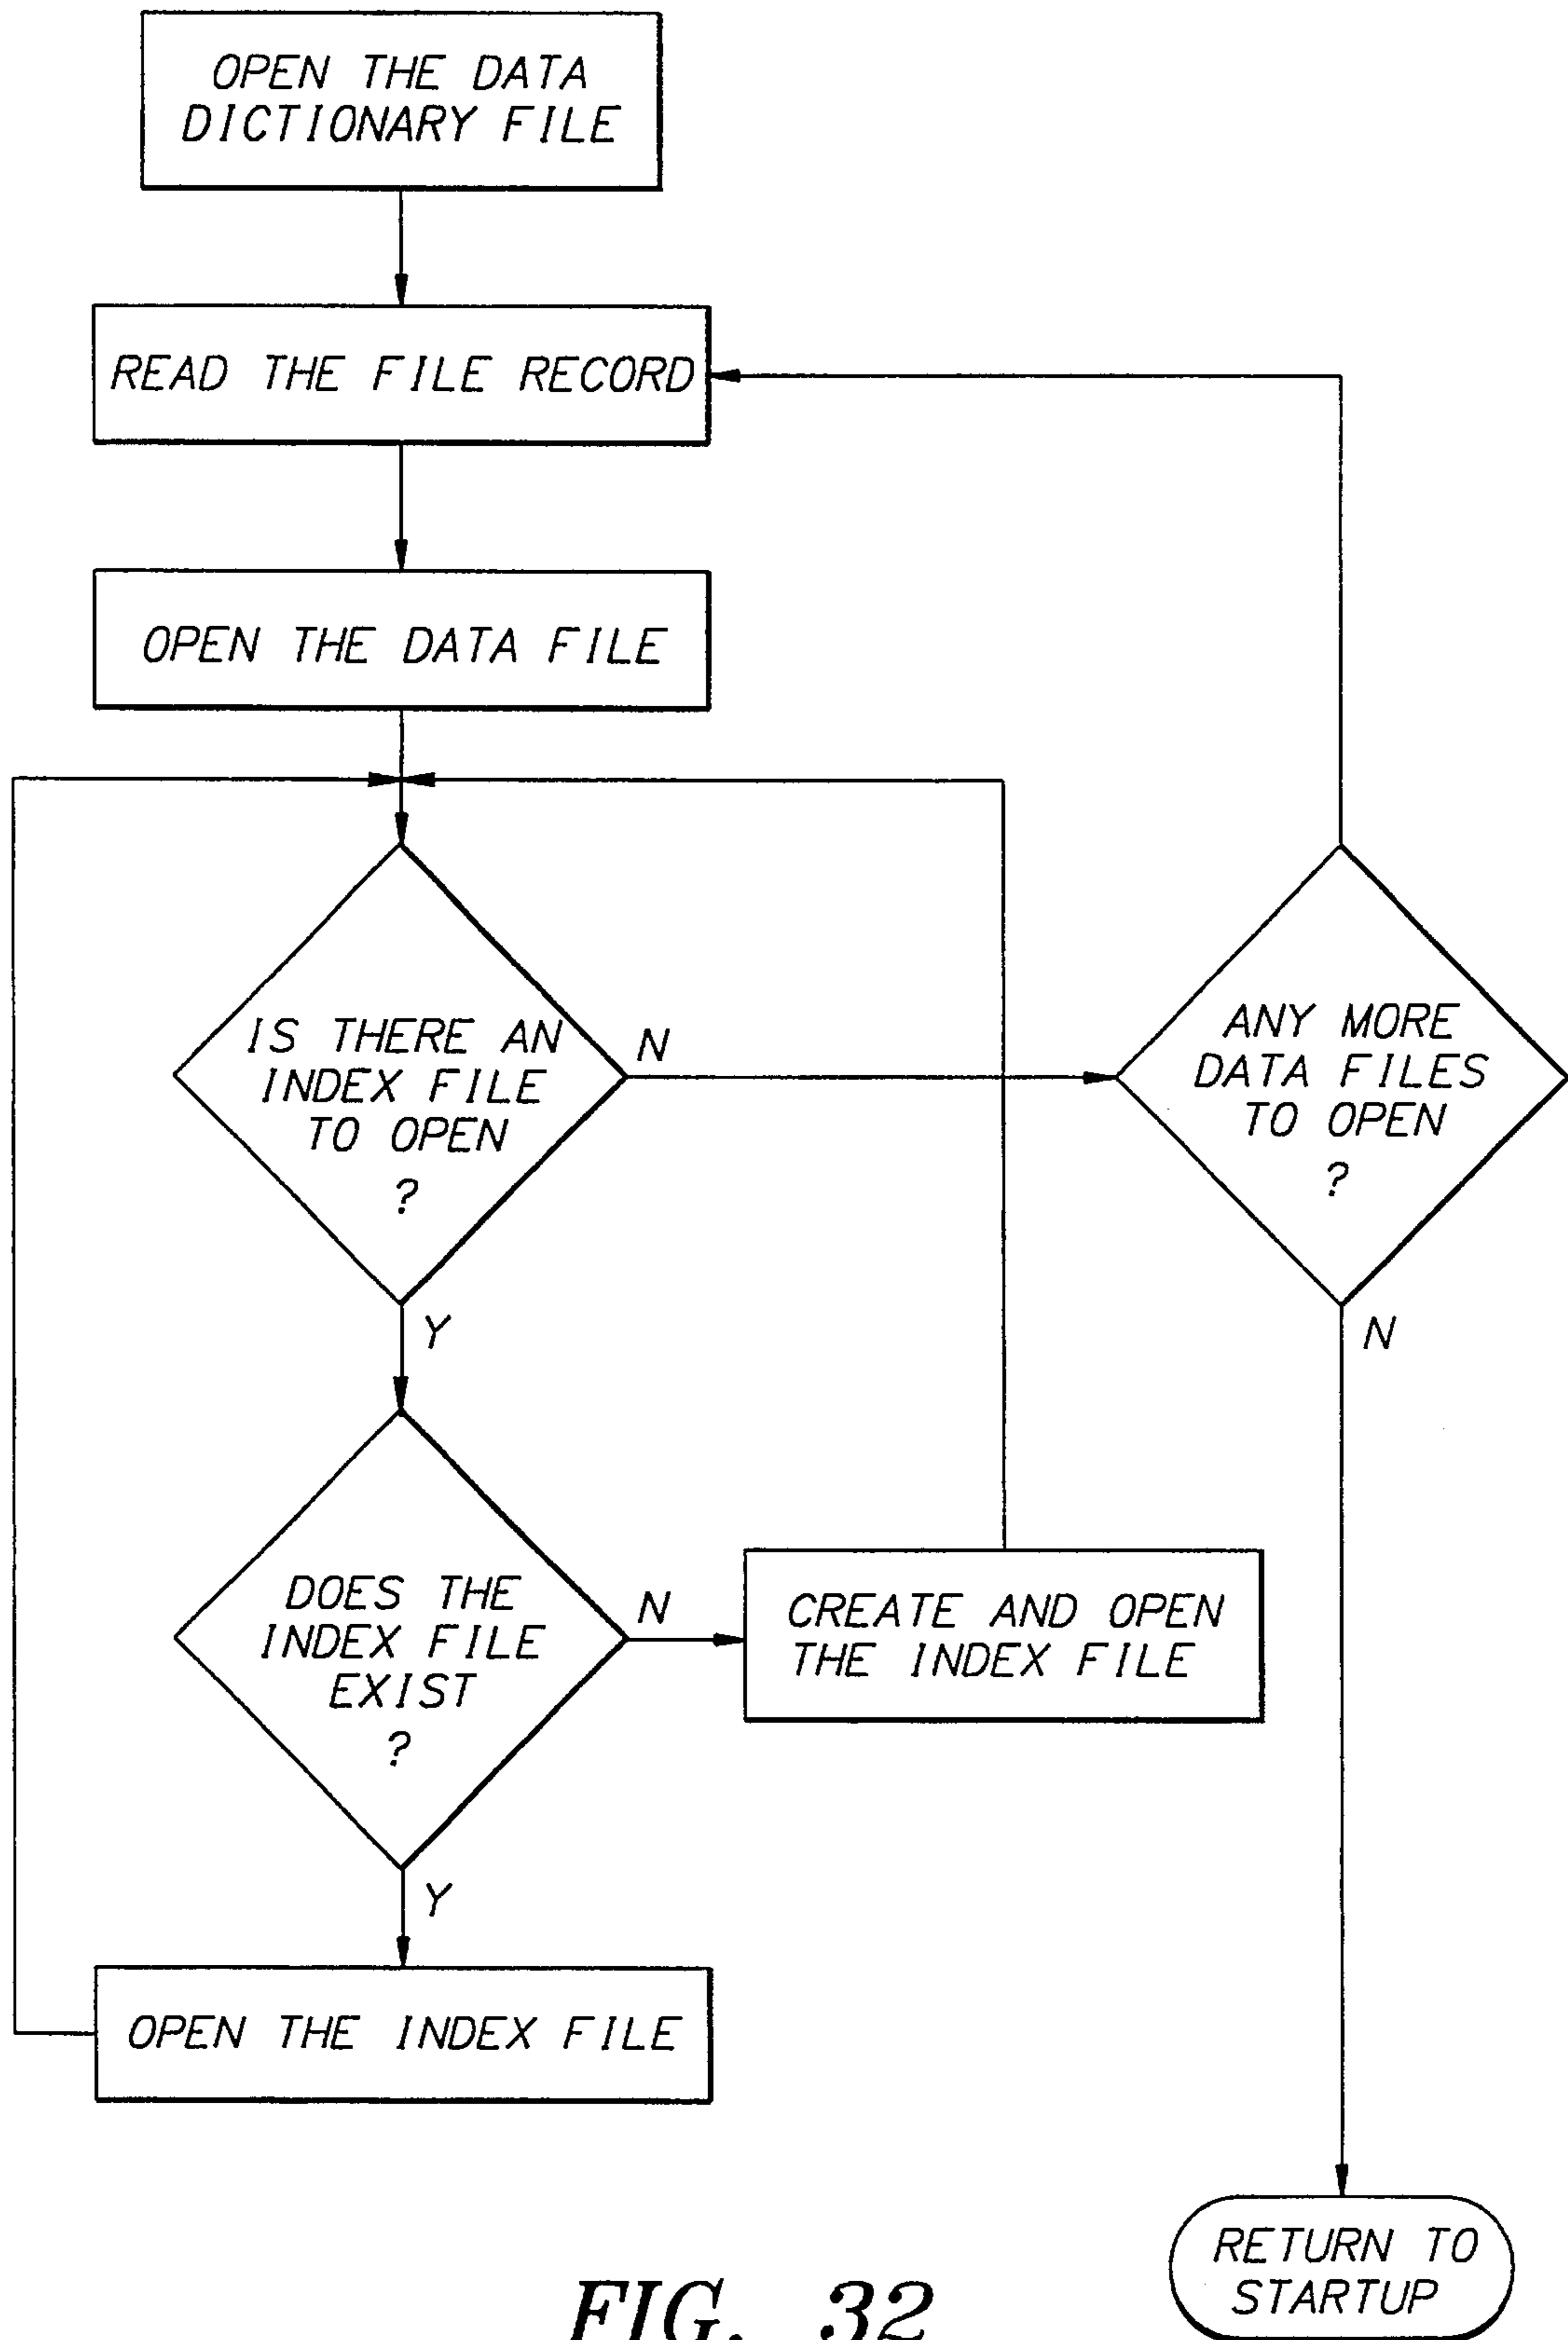 OPEN THE DATA
DICTIONARY FILE
READ THE FILE RECORD
OPEN THE DATA FILE
IS THERE AN
INDEX FILE
TO OPEN
?
N
ANY MORE
DATA FILES
TO OPEN
?
Y
N
DOES THE
INDEX FILE
EXIST
?
N
CREATE AND OPEN
THE INDEX FILE
Y
OPEN THE INDEX FILE
RETURN TO
STARTUP
FIG. 32